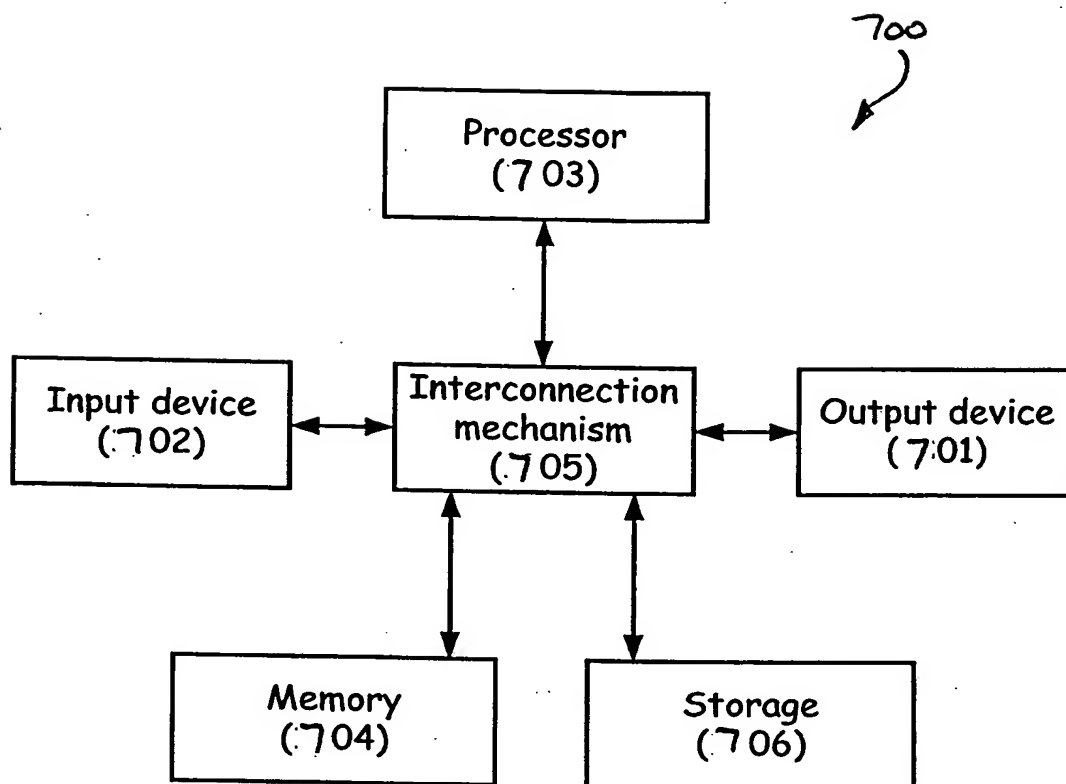 700
Processor
(703)
Input device
(702)
Interconnection
mechanism
(705)
Output device
(701)
Memory
(704)
Storage
(706)